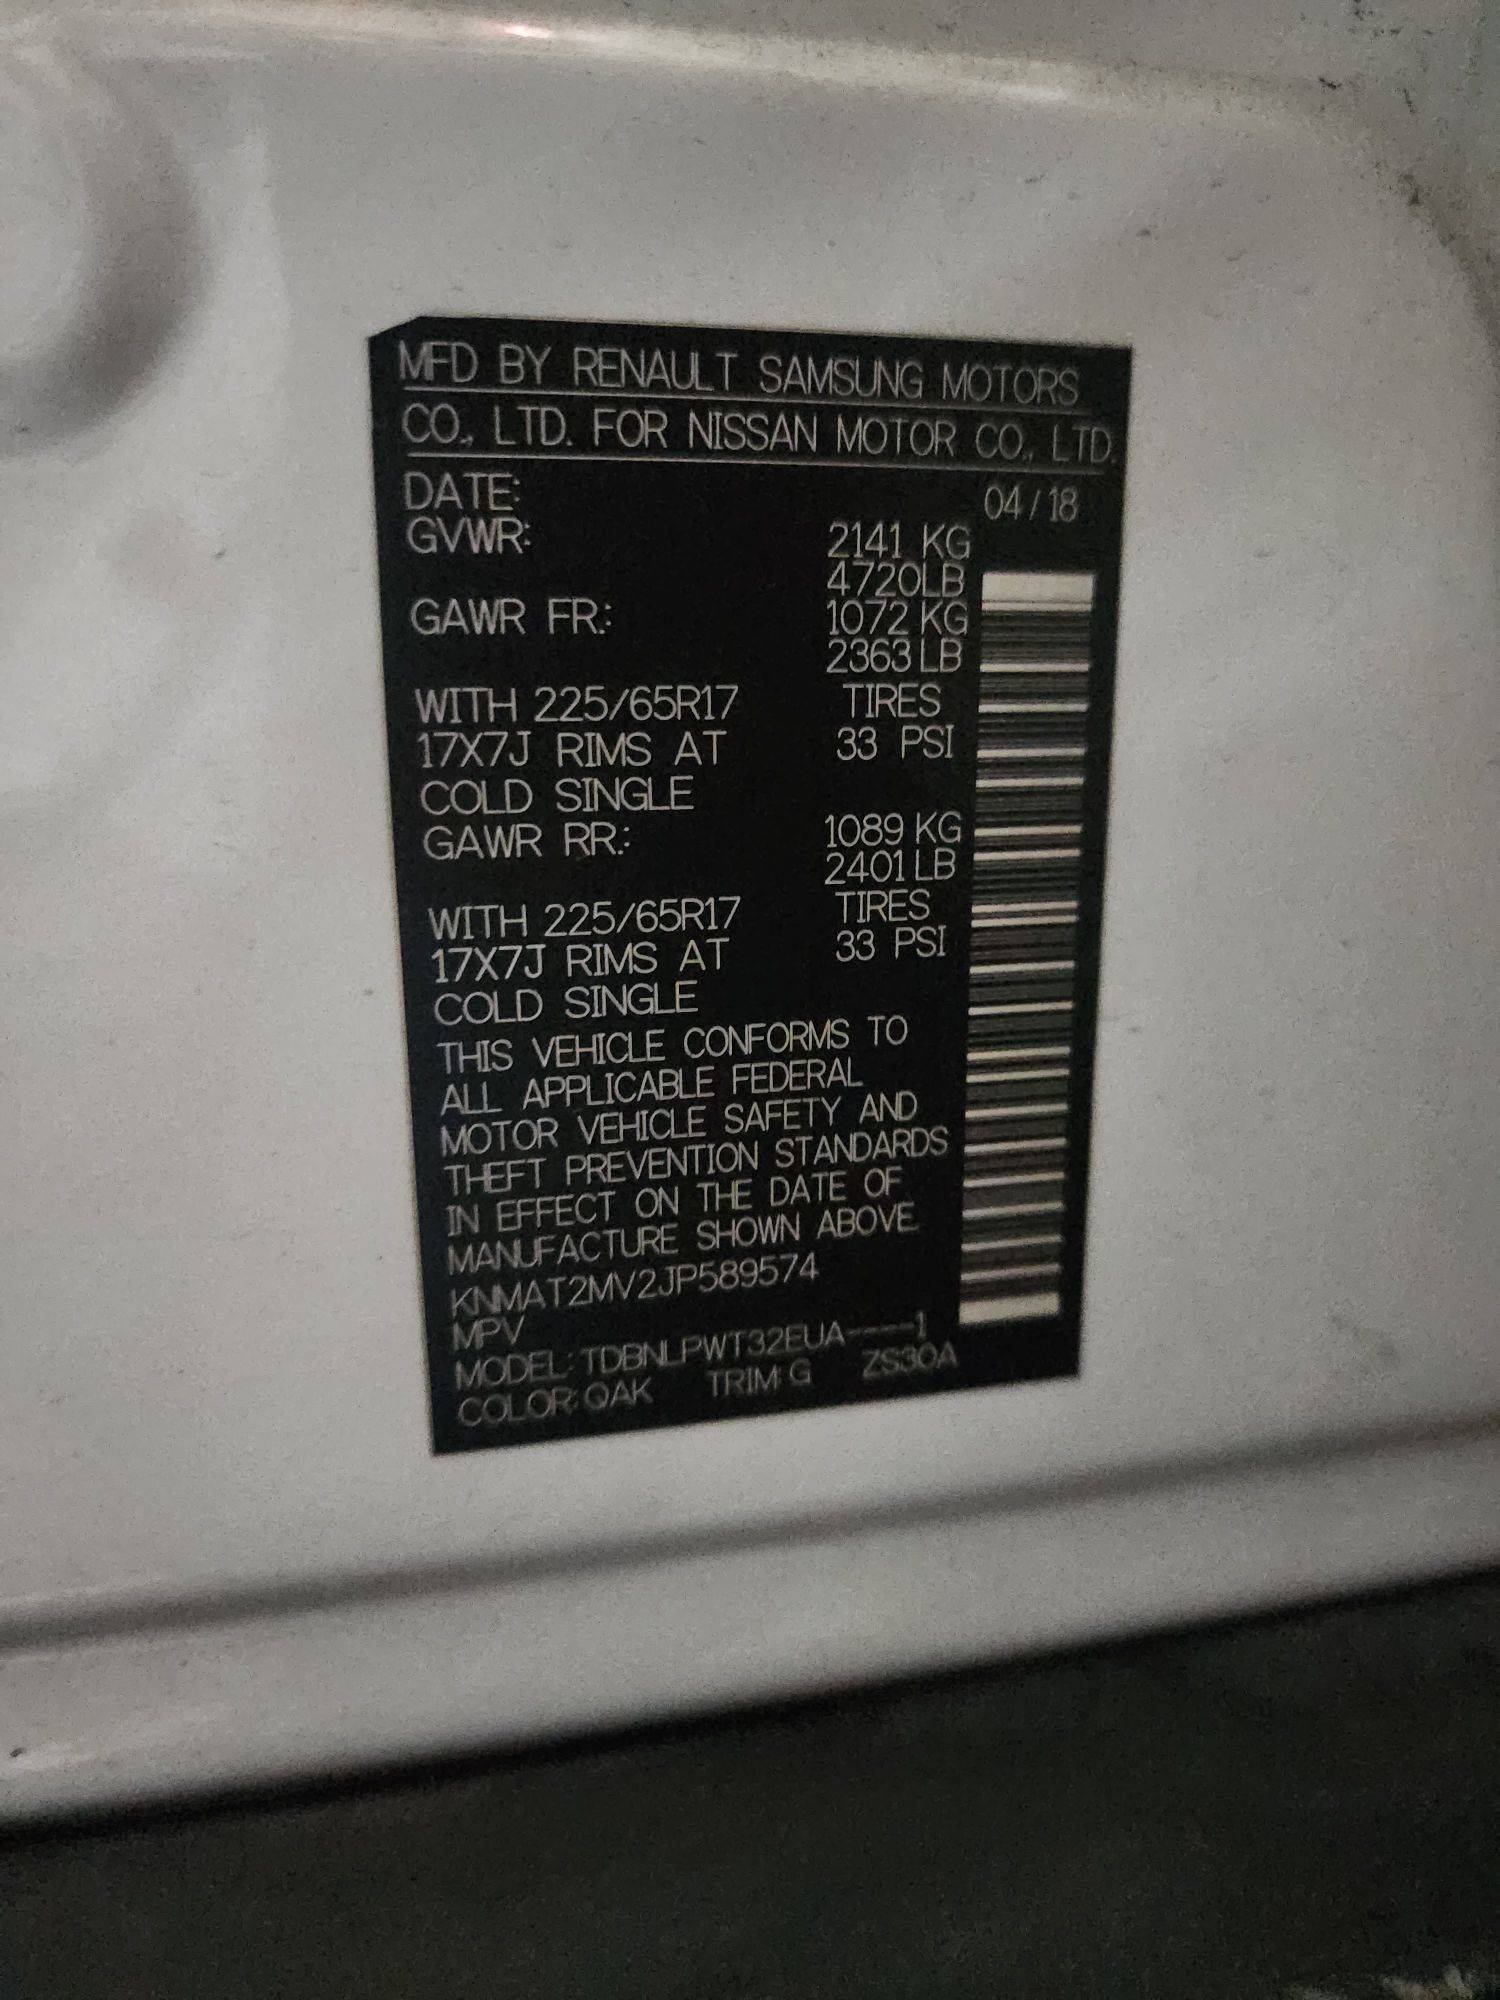 MFD BY RENAULT SAMSUNG MOTORS
CO., LTD. FOR NISSAN MOTOR CO., LTD.
DATE: 04 / 18
GVWR: 2141 KG
4720LB
GAWR FR.: 1072 KG
2363 LB
WITH 225/65R17 TIRES
17X7J RIMS AT 33 PSI
COLD SINGLE
GAWR RR.: 1089 KG
2401 LB
WITH 225/65R17 TIRES
17X7J RIMS AT 33 PSI
COLD SINGLE
THIS VEHICLE CONFORMS TO
ALL APPLICABLE FEDERAL
MOTOR VEHICLE SAFETY AND
THEFT PREVENTION STANDARDS
IN EFFECT ON THE DATE OF
MANUFACTURE SHOWN ABOVE.
KNMAT2MV2JP589574
MPV
MODEL: TDBNLPWT32EUA----1
COLOR: QAK TRIM: G ZS30A